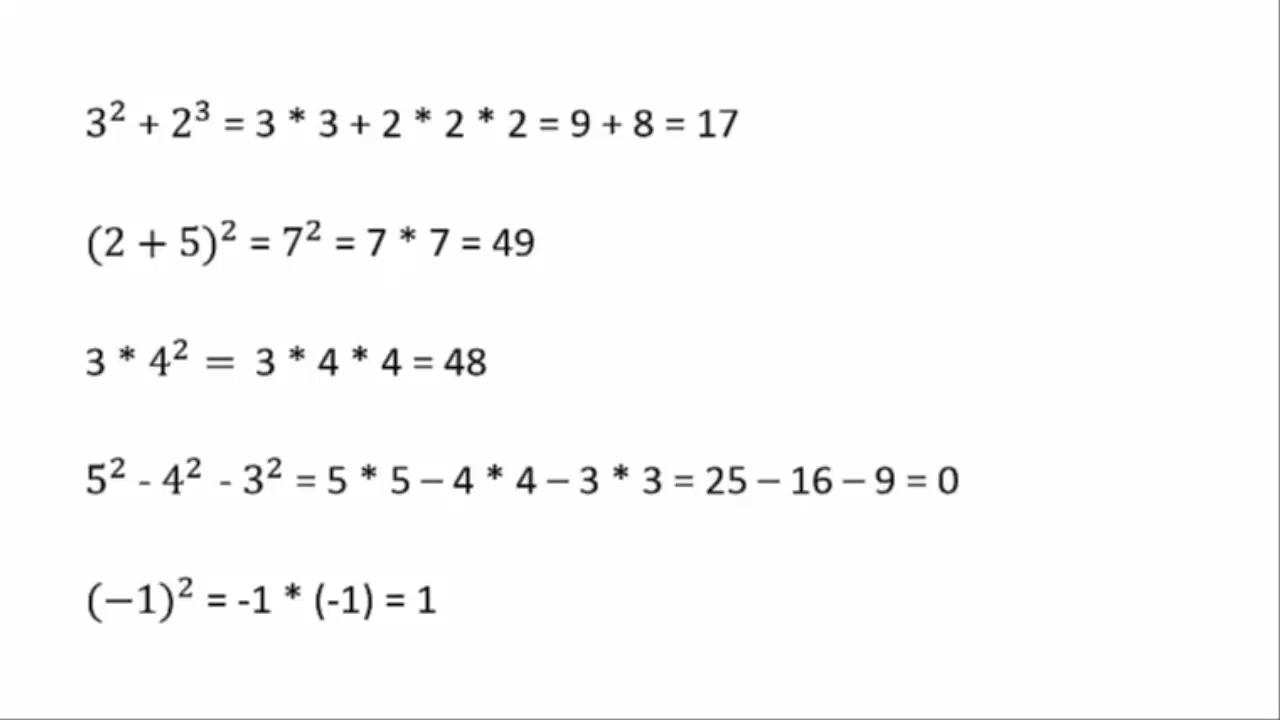 3² + 2³ = 3 * 3 + 2 * 2 * 2 = 9 + 8 = 17
(2 + 5)² = 7² = 7 * 7 = 49
3 * 4² = 3 * 4 * 4 = 48
5² - 4² - 3² = 5 * 5 – 4 * 4 – 3 * 3 = 25 – 16 – 9 = 0
(−1)² = -1 * (-1) = 1